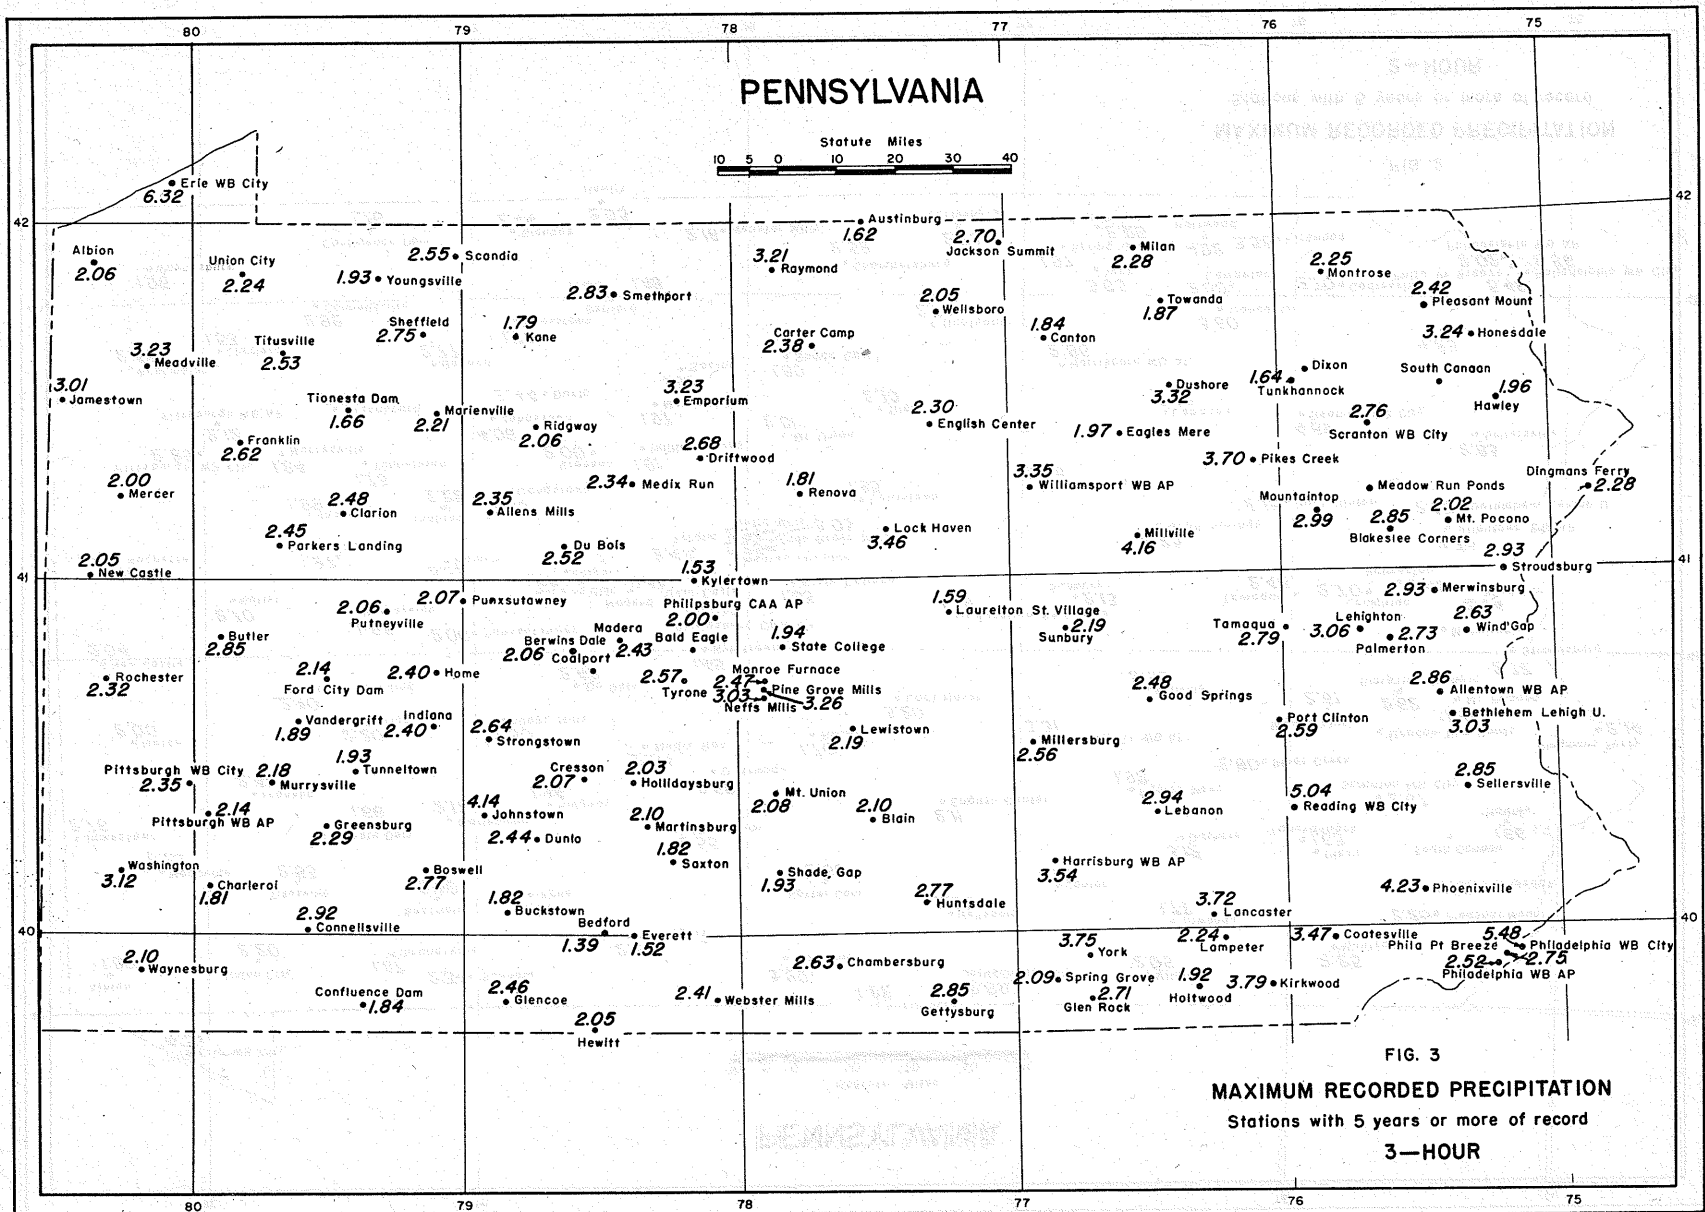 80 79 78 77 76 75
PENNSYLVANIA
Statute Miles
10 5 0 10 20 30 40
Erie WB City
6.32
42
42
Austinburg
1.62
2.70
Jackson Summit
Milan
2.28
Albion
2.06
Union City
2.24
2.55 Scandia
1.93 Youngsville
2.83 Smethport
3.21
Raymond
2.25
Montrose
2.05
Wellsboro
Towanda
1.87
2.42
Pleasant Mount
Sheffield
2.75
1.79
Kane
Carter Camp
2.38
1.84
Canton
3.24 Honesdale
3.23
Meadville
Titusville
2.53
Dixon
1.64
Tunkhannock
South Canaan
1.96
Hawley
3.01
Jamestown
Tionesta Dam
1.66
Marienville
2.21
3.23
Emporium
Dushore
3.32
Ridgway
2.06
2.30
English Center
1.97 Eagles Mere
2.76
Scranton WB City
Franklin
2.62
2.68
Driftwood
3.70 Pikes Creek
2.00
Mercer
2.48
Clarion
2.35
Allens Mills
2.34 Medix Run
1.81
Renova
3.35
Williamsport WB AP
Meadow Run Ponds
Dingmans Ferry
2.28
Mountaintop
2.99
2.85
Blakeslee Corners
2.02
Mt. Pocono
2.45
Parkers Landing
Du Bois
2.52
Lock Haven
3.46
Millville
4.16
2.93
Stroudsburg
2.05
New Castle
41
41
1.53
Kylertown
2.07 Punxsutawney
2.06
Putneyville
Philipsburg CAA AP
2.00
1.59
Laurelton St. Village
2.19
Sunbury
2.93 Merwinsburg
2.63
Wind Gap
Tamaqua
2.79
Lehighton
3.06
2.73
Palmerton
Butler
2.85
Madera
2.43
Berwins Dale
2.06
Coalport
Bald Eagle
1.94
State College
Rochester
2.32
2.14
Ford City Dam
2.40 Home
2.57
Tyrone
Monroe Furnace
2.47
Pine Grove Mills
3.26
3.03
Neffs Mills
2.48
Good Springs
2.86
Allentown WB AP
Vandergrift
1.89
Indiana
2.40
2.64
Strongstown
Lewistown
2.19
Millersburg
2.56
Port Clinton
2.59
Bethlehem Lehigh U.
3.03
Pittsburgh WB City
2.35
2.18
Murrysville
1.93
Tunneltown
Cresson
2.07
2.03
Hollidaysburg
2.85
Sellersville
2.14
Pittsburgh WB AP
Greensburg
2.29
4.14
Johnstown
2.10
Martinsburg
Mt. Union
2.08
2.10
Blain
2.94
Lebanon
5.04
Reading WB City
2.44 Dunlo
Washington
3.12
Charleroi
1.81
Boswell
2.77
1.82
Saxton
Shade Gap
1.93
Harrisburg WB AP
3.54
4.23 Phoenixville
2.92
Connellsville
1.82
Buckstown
2.77
Huntsdale
3.72
Lancaster
40
40
Bedford
1.39
Everett
1.52
3.75
York
2.24
Lampeter
3.47 Coatesville
5.48
Philadelphia WB City
Phila Pt Breeze
2.75
2.52
Philadelphia WB AP
2.10
Waynesburg
2.63 Chambersburg
2.09 Spring Grove
1.92
Holtwood
3.79 Kirkwood
Confluence Dam
1.84
2.46
Glencoe
2.41 Webster Mills
2.85
Gettysburg
2.71
Glen Rock
2.05
Hewitt
FIG. 3
MAXIMUM RECORDED PRECIPITATION
Stations with 5 years or more of record
3—HOUR
80 79 78 77 76 75